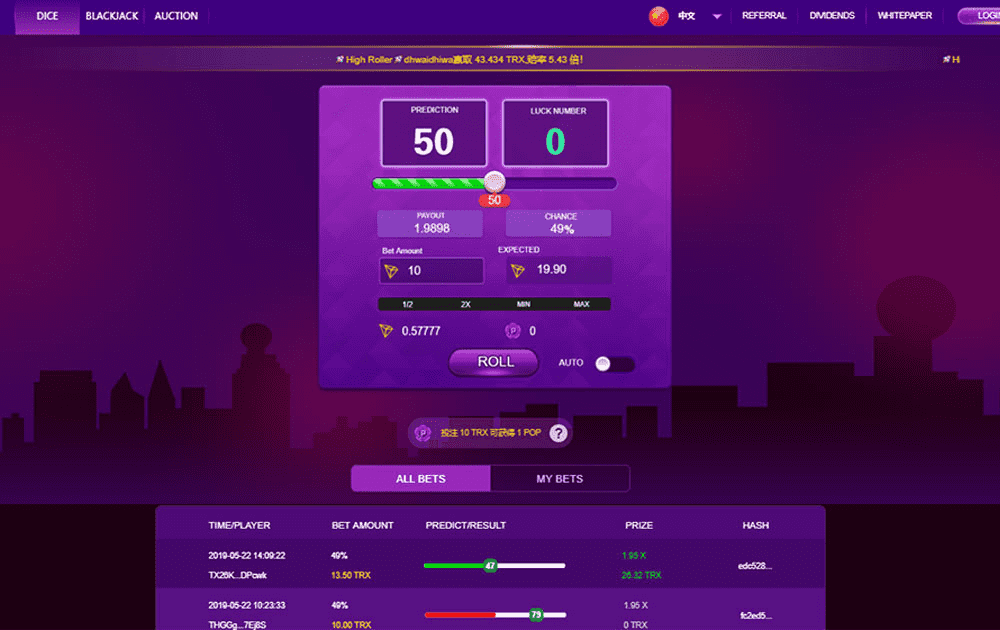 DICE BLACKJACK AUCTION 中文 REFERRAL DIVIDENDS WHITEPAPER LOGI
High Roller dhwaidhiwa赢取 43.434 TRX,赔率 5.43 倍! H
PREDICTION LUCK NUMBER
50 0
50
PAYOUT CHANCE
1.9898 49%
Bet Amount EXPECTED
10 19.90
1/2 2X MIN MAX
0.57777 P 0
ROLL AUTO
P 投注 10 TRX 可获得 1 POP ?
ALL BETS MY BETS
TIME/PLAYER BET AMOUNT PREDICT/RESULT PRIZE HASH
2019-05-22 14:09:22 49% 1.95 X
47 edc528...
TX26K...DPcwk 13.50 TRX 26.32 TRX
2019-05-22 10:23:33 49% 1.95 X
79 fc2ed5...
THGGg...7Ej8S 10.00 TRX 0 TRX